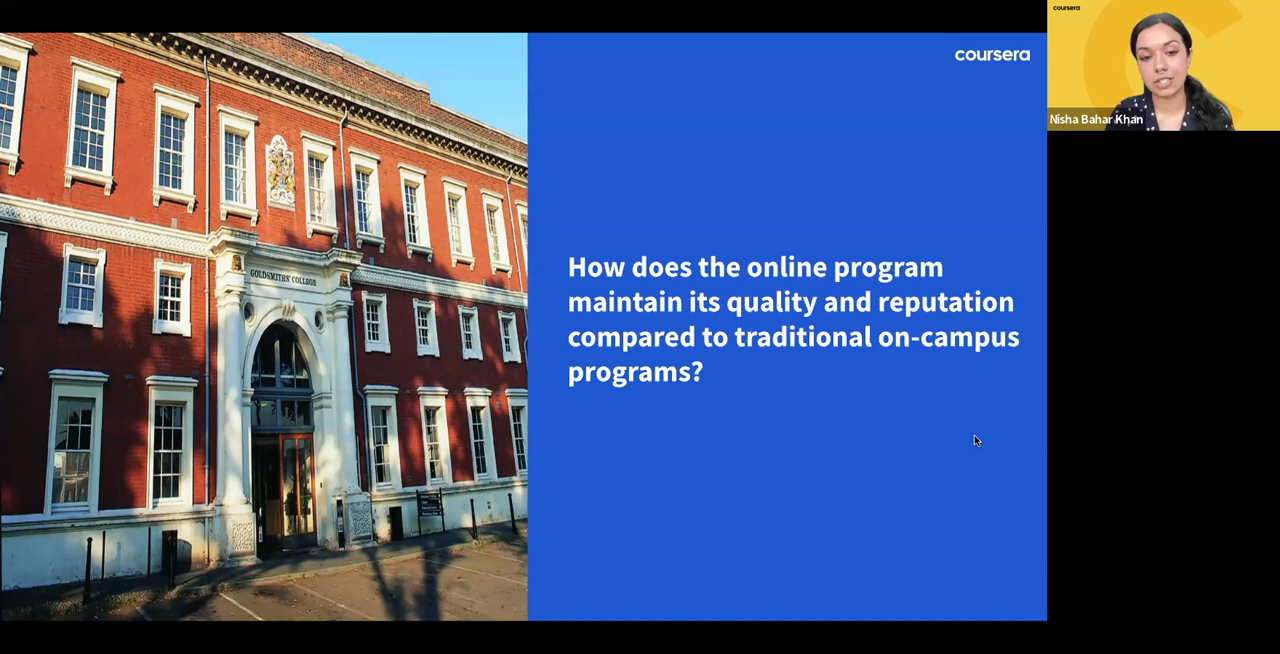 coursera
How does the online program
maintain its quality and reputation
compared to traditional on-campus
programs?
GOLDSMITHS' COLLEGE
coursera
Nisha Bahar Khan